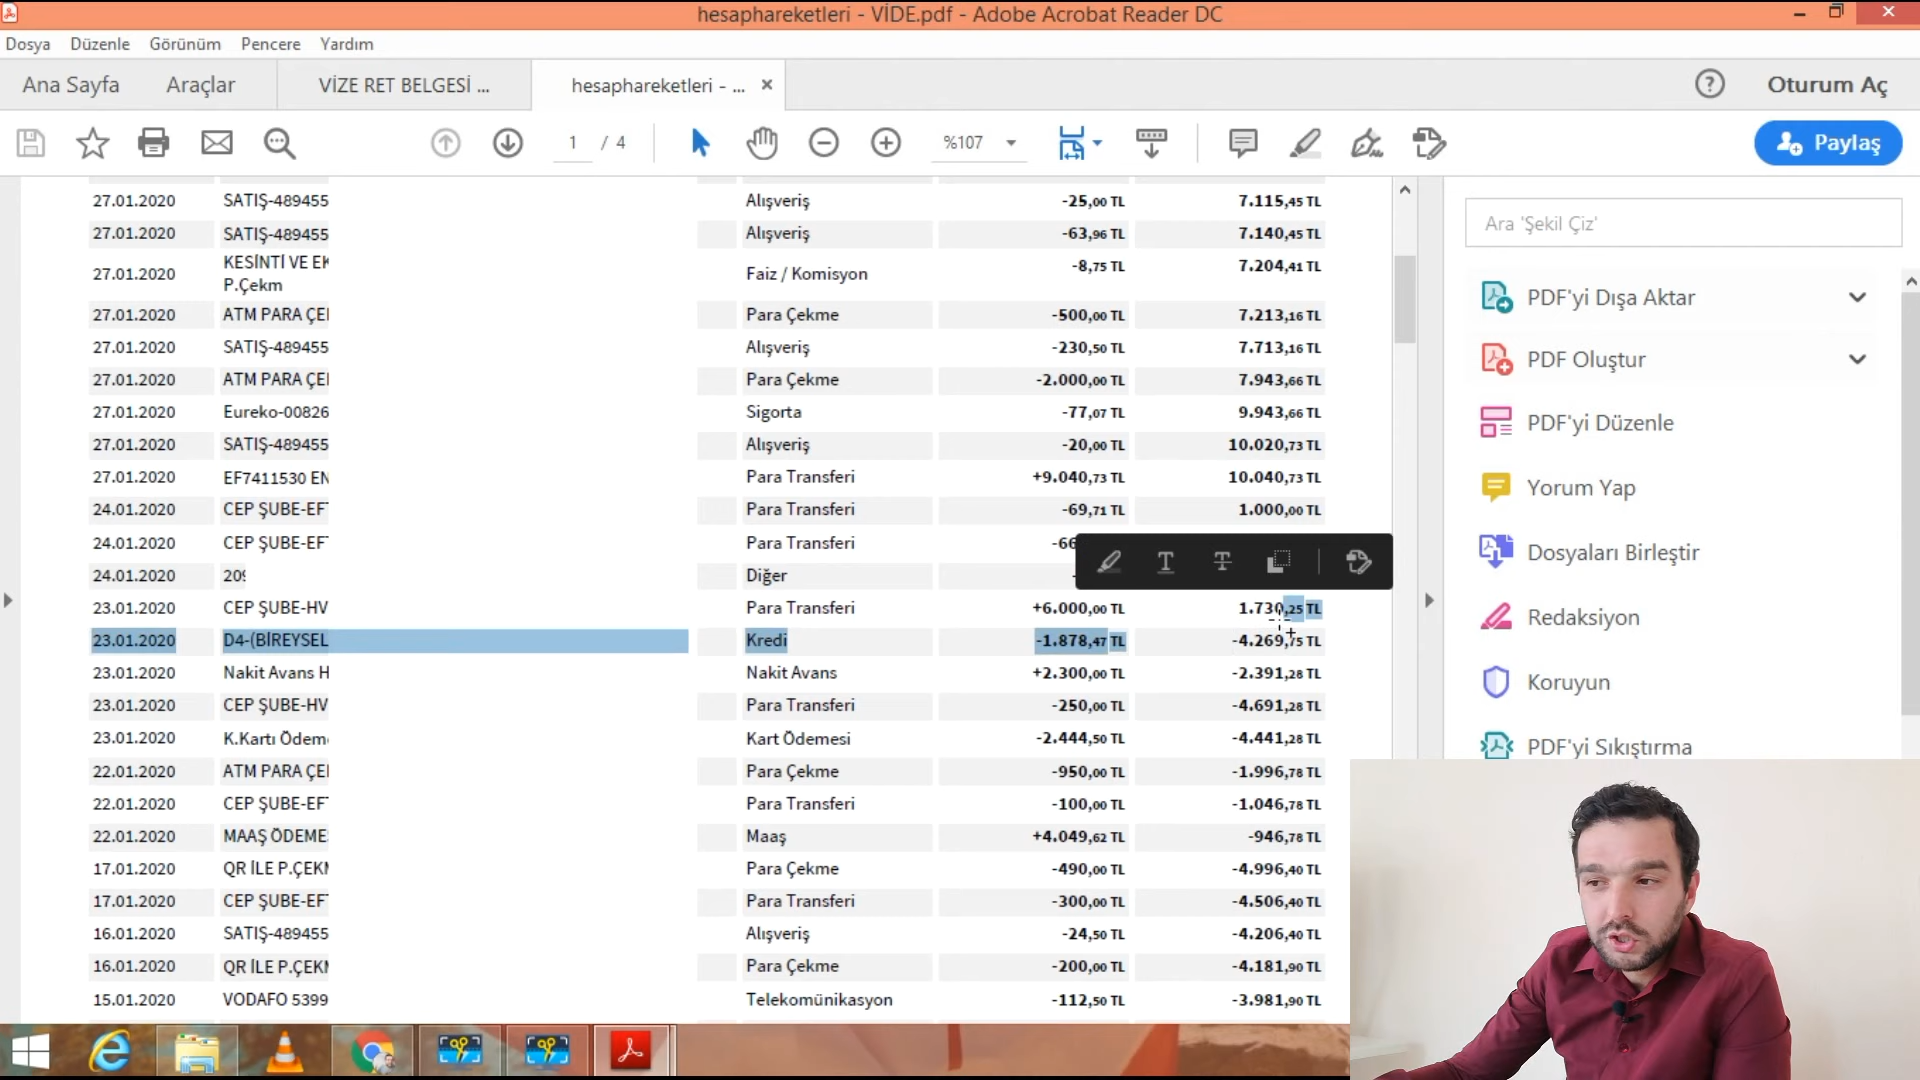 hesaphareketleri - VİDE.pdf - Adobe Acrobat Reader DC
Dosya Düzenle Görünüm Pencere Yardım
Ana Sayfa Araçlar VİZE RET BELGESİ ... hesaphareketleri - ... Oturum Aç
1 / 4 %107 Paylaş
27.01.2020 SATIŞ-489455 Alışveriş -25,00 TL 7.115,45 TL
27.01.2020 SATIŞ-489455 Alışveriş -63,96 TL 7.140,45 TL
27.01.2020 KESİNTİ VE EK P.Çekm Faiz / Komisyon -8,75 TL 7.204,41 TL
27.01.2020 ATM PARA ÇEI Para Çekme -500,00 TL 7.213,16 TL
27.01.2020 SATIŞ-489455 Alışveriş -230,50 TL 7.713,16 TL
27.01.2020 ATM PARA ÇEI Para Çekme -2.000,00 TL 7.943,66 TL
27.01.2020 Eureko-00826 Sigorta -77,07 TL 9.943,66 TL
27.01.2020 SATIŞ-489455 Alışveriş -20,00 TL 10.020,73 TL
27.01.2020 EF7411530 EN Para Transferi +9.040,73 TL 10.040,73 TL
24.01.2020 CEP ŞUBE-EFT Para Transferi -69,71 TL 1.000,00 TL
24.01.2020 CEP ŞUBE-EFT Para Transferi -66
24.01.2020 209 Diğer -
23.01.2020 CEP ŞUBE-HV Para Transferi +6.000,00 TL 1.730,25 TL
23.01.2020 D4-(BİREYSEL Kredi -1.878,47 TL -4.269,75 TL
23.01.2020 Nakit Avans H Nakit Avans +2.300,00 TL -2.391,28 TL
23.01.2020 CEP ŞUBE-HV Para Transferi -250,00 TL -4.691,28 TL
23.01.2020 K.Kartı Ödem Kart Ödemesi -2.444,50 TL -4.441,28 TL
22.01.2020 ATM PARA ÇEI Para Çekme -950,00 TL -1.996,78 TL
22.01.2020 CEP ŞUBE-EFT Para Transferi -100,00 TL -1.046,78 TL
22.01.2020 MAAŞ ÖDEME Maaş +4.049,62 TL -946,78 TL
17.01.2020 QR İLE P.ÇEKM Para Çekme -490,00 TL -4.996,40 TL
17.01.2020 CEP ŞUBE-EFT Para Transferi -300,00 TL -4.506,40 TL
16.01.2020 SATIŞ-489455 Alışveriş -24,50 TL -4.206,40 TL
16.01.2020 QR İLE P.ÇEKM Para Çekme -200,00 TL -4.181,90 TL
15.01.2020 VODAFO 5399 Telekomünikasyon -112,50 TL -3.981,90 TL
Ara 'Şekil Çiz'
PDF'yi Dışa Aktar
PDF Oluştur
PDF'yi Düzenle
Yorum Yap
Dosyaları Birleştir
Redaksiyon
Koruyun
PDF'yi Sıkıştırma